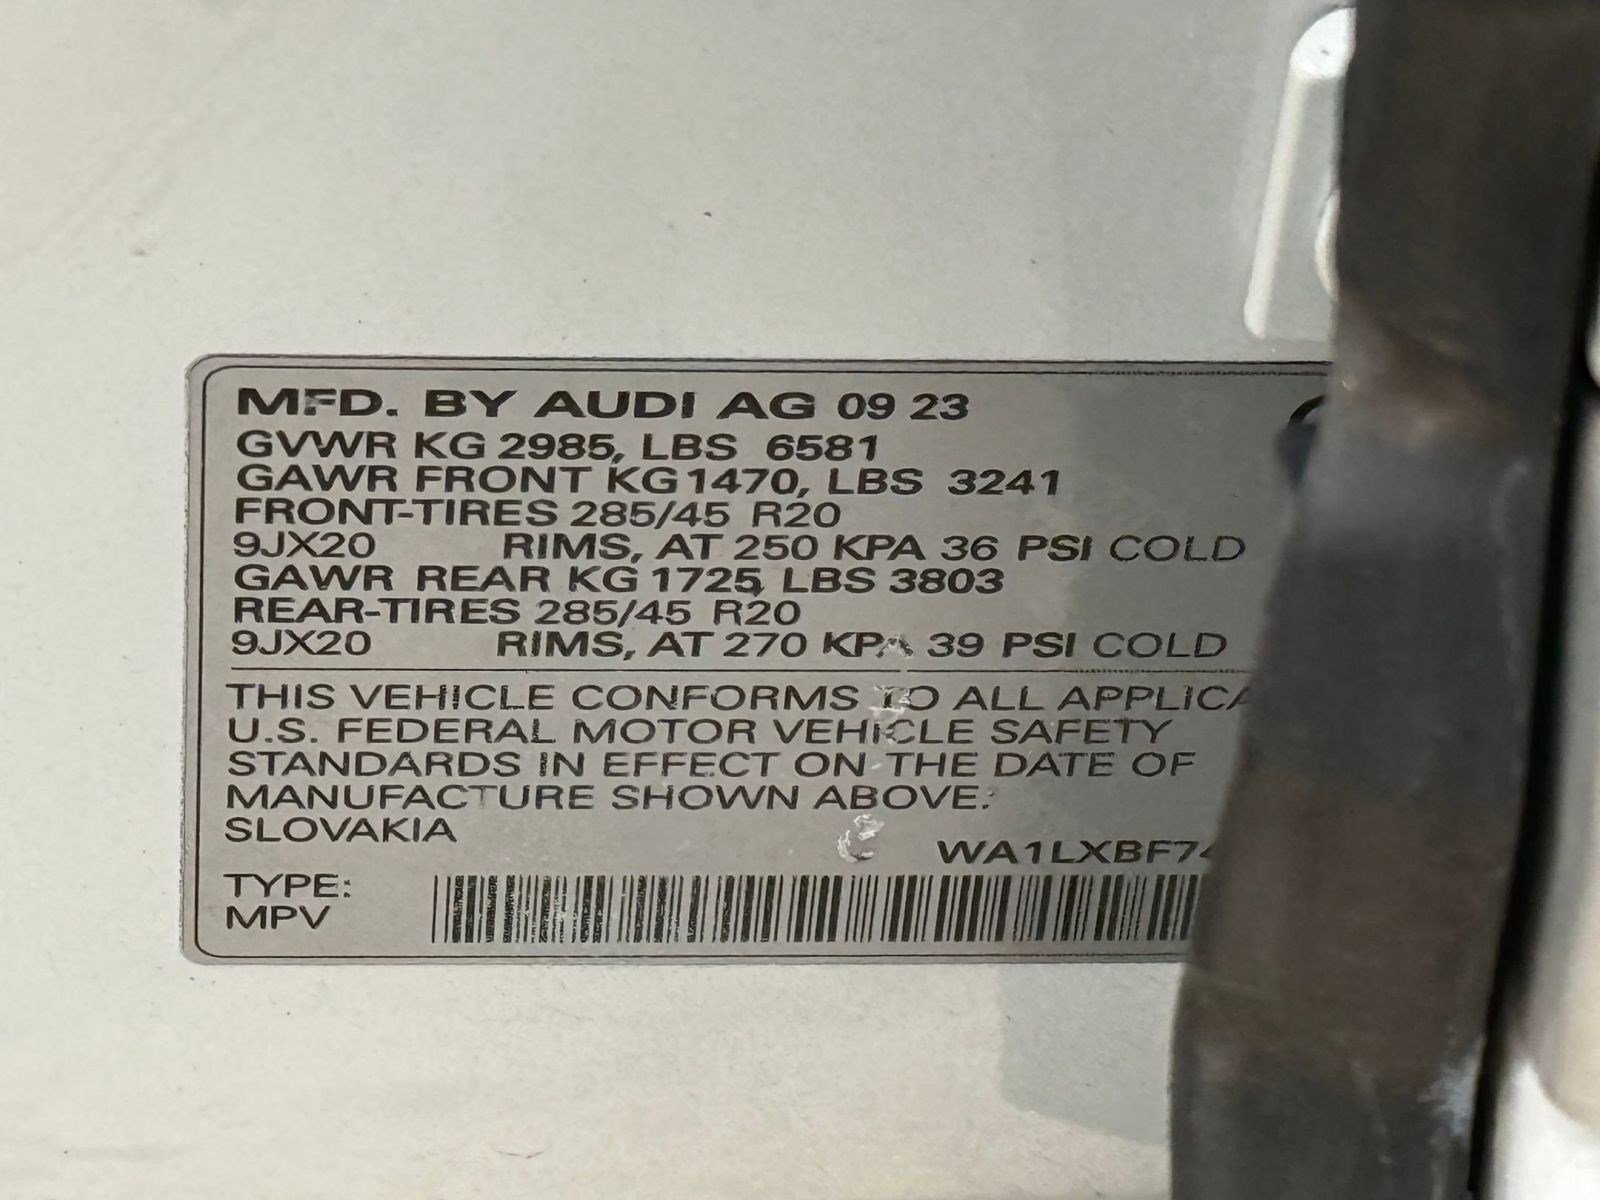 MFD. BY AUDI AG 09 23
GVWR KG 2985, LBS 6581
GAWR FRONT KG 1470, LBS 3241
FRONT-TIRES 285/45 R20
9JX20 RIMS, AT 250 KPA 36 PSI COLD
GAWR REAR KG 1725, LBS 3803
REAR-TIRES 285/45 R20
9JX20 RIMS, AT 270 KPA 39 PSI COLD
THIS VEHICLE CONFORMS TO ALL
U.S. FEDERAL MOTOR VEHICLE SAFETY
STANDARDS IN EFFECT ON THE DATE OF
MANUFACTURE SHOWN ABOVE.
SLOVAKIA
WA1LXBF7
TYPE:
MPV